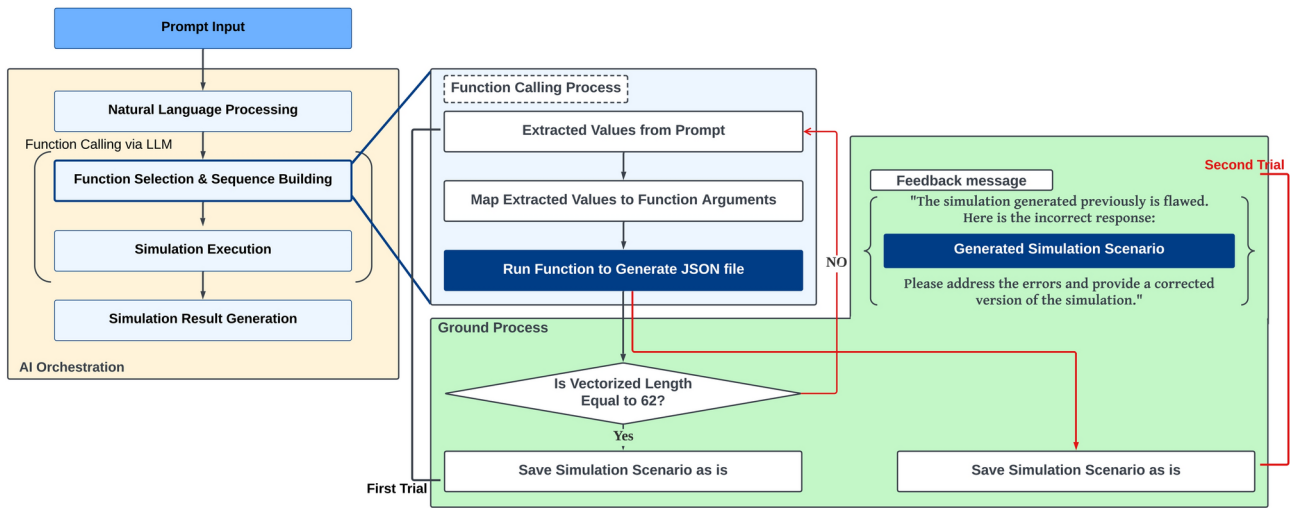 Prompt Input
Natural Language Processing
Function Calling via LLM
Function Selection & Sequence Building
Simulation Execution
Simulation Result Generation
AI Orchestration
Function Calling Process
Extracted Values from Prompt
Map Extracted Values to Function Arguments
Run Function to Generate JSON file
NO
Second Trial
Feedback message
"The simulation generated previously is flawed.
Here is the incorrect response:
Generated Simulation Scenario
Please address the errors and provide a corrected
version of the simulation."
Ground Process
Is Vectorized Length
Equal to 62?
Yes
Save Simulation Scenario as is
First Trial
Save Simulation Scenario as is